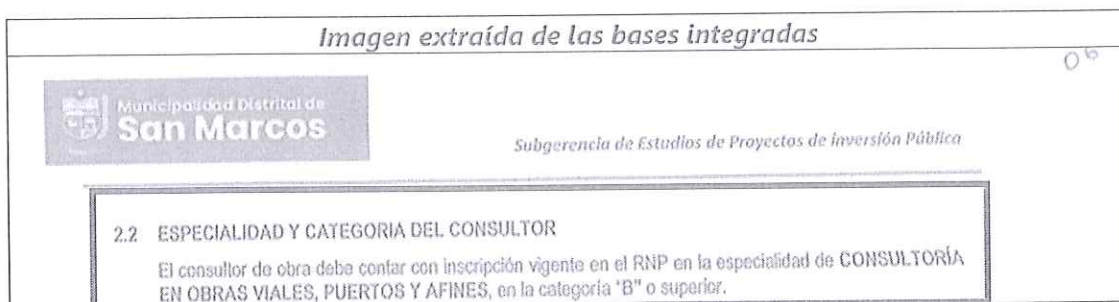 Imagen extraída de las bases integradas
06
Municipalidad Distrital de
San Marcos
Subgerencia de Estudios de Proyectos de inversión Pública
2.2 ESPECIALIDAD Y CATEGORIA DEL CONSULTOR
El consultor de obra debe contar con inscripción vigente en el RNP en la especialidad de CONSULTORÍA
EN OBRAS VIALES, PUERTOS Y AFINES, en la categoría "B" o superior.